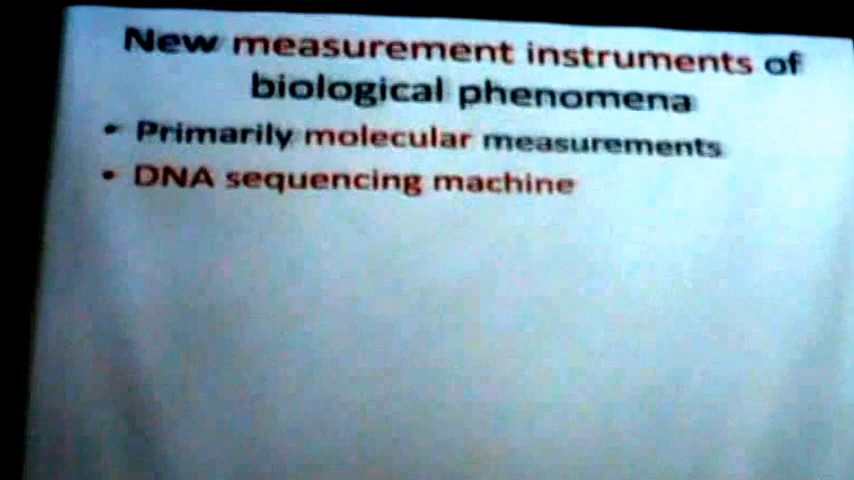 New measurement instruments of
biological phenomena
• Primarily molecular measurements
• DNA sequencing machine